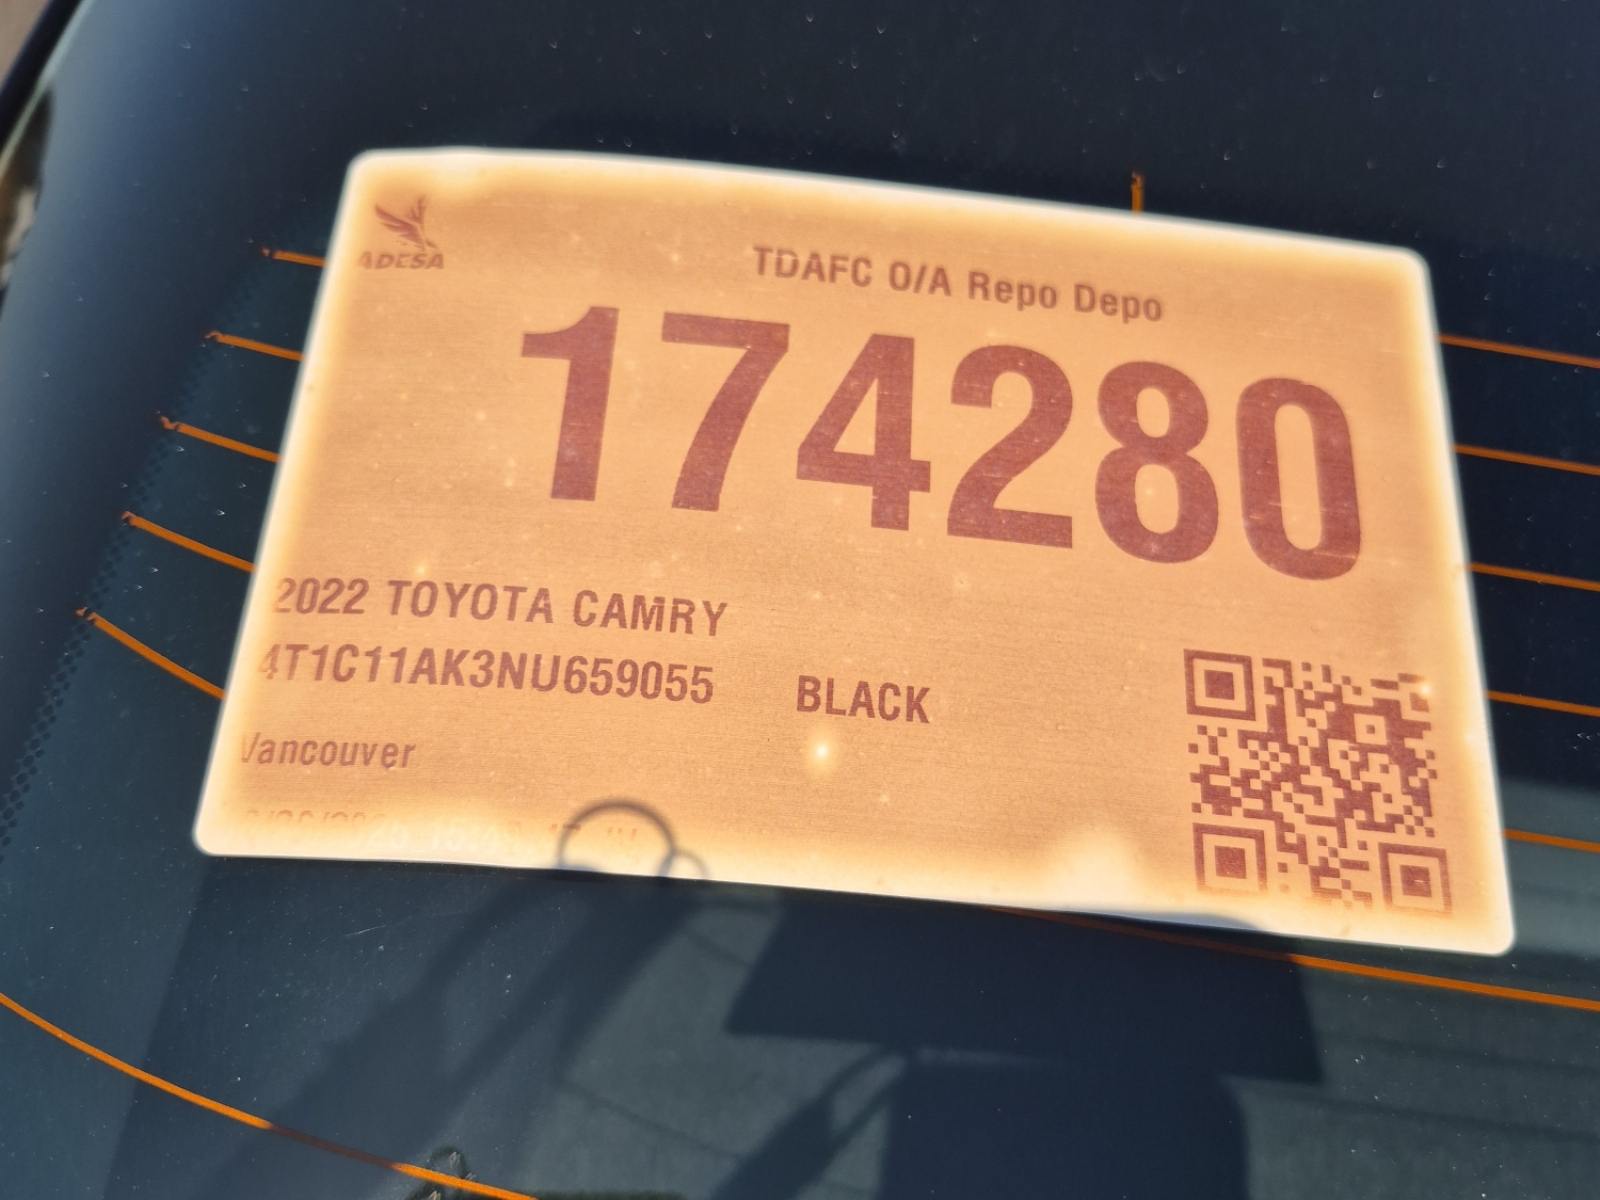 ADESA
TDAFC O/A Repo Depo
174280
2022 TOYOTA CAMRY
4T1C11AK3NU659055 BLACK
Vancouver